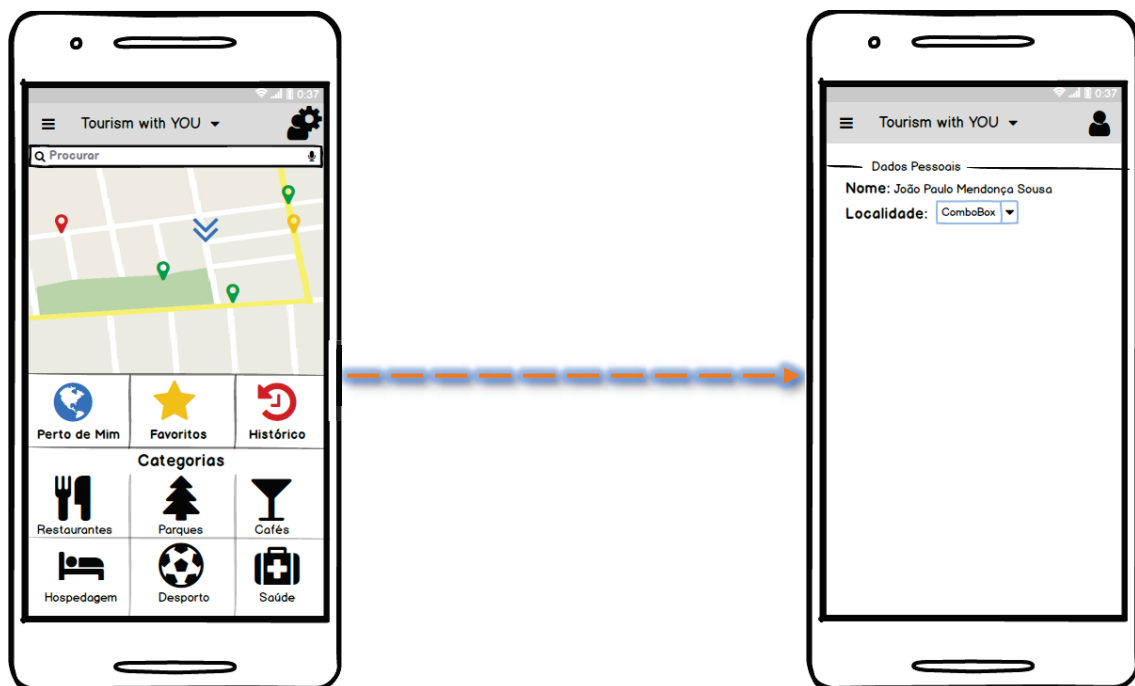 0:37
Tourism with YOU
Procurar
Perto de Mim Favoritos Histórico
Categorias
Restaurantes Parques Cafés
Hospedagem Desporto Saúde
0:37
Tourism with YOU
Dados Pessoais
Nome: João Paulo Mendonça Sousa
Localidade: ComboBox